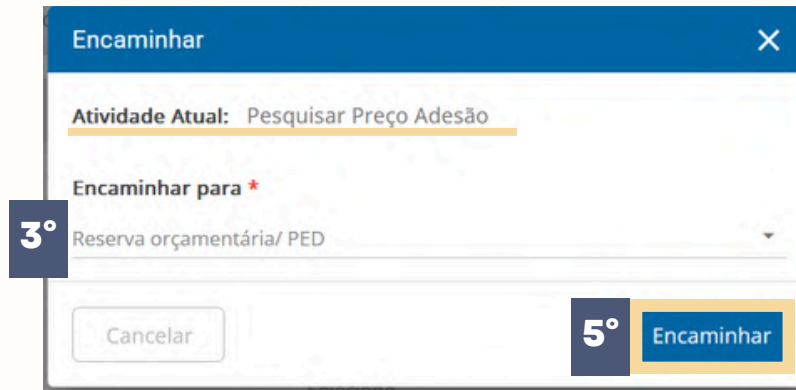 Encaminhar
Atividade Atual: Pesquisar Preço Adesão
Encaminhar para *
3°
Reserva orçamentária/ PED
Cancelar
5°
Encaminhar